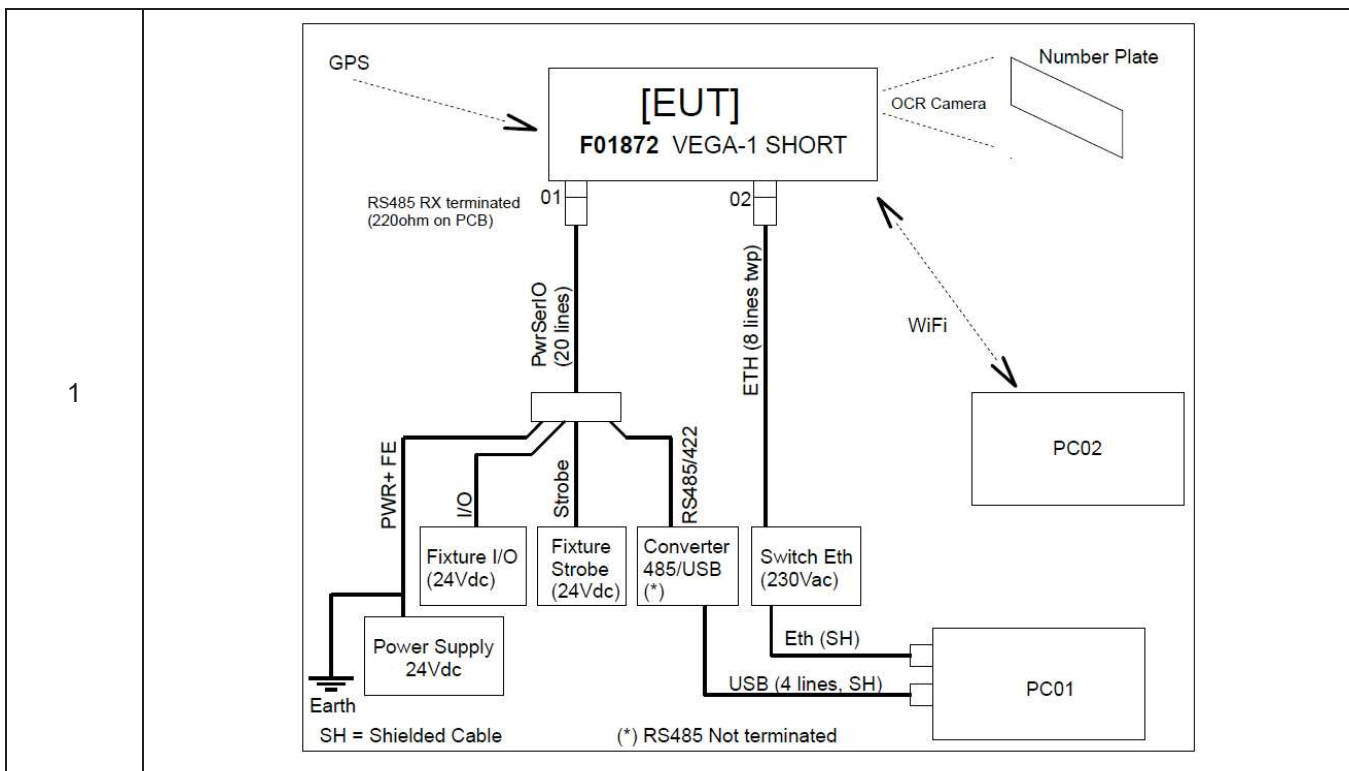 1
GPS
[EUT]
F01872 VEGA-1 SHORT
OCR Camera
Number Plate
RS485 RX terminated
(220ohm on PCB)
01
02
PwrSerIO
(20 lines)
ETH (8 lines twp)
WiFi
PC02
PWR+ FE
I/O
Strobe
RS485/422
Fixture I/O
(24Vdc)
Fixture
Strobe
(24Vdc)
Converter
485/USB
(*)
Switch Eth
(230Vac)
Power Supply
24Vdc
Earth
Eth (SH)
USB (4 lines, SH)
PC01
SH = Shielded Cable
(*) RS485 Not terminated